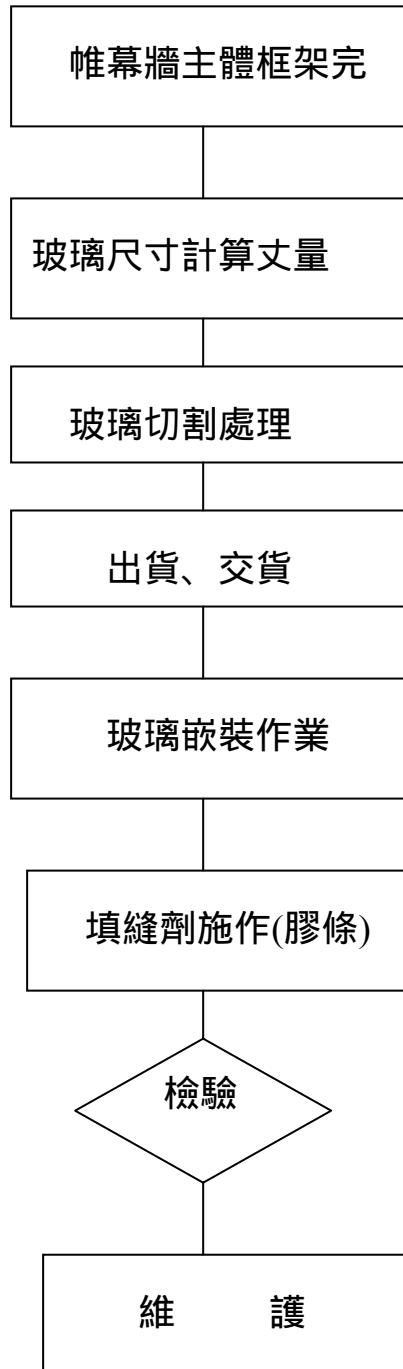 帷幕牆主體框架完
玻璃尺寸計算丈量
玻璃切割處理
出貨、交貨
玻璃嵌裝作業
填縫劑施作(膠條)
檢驗
維　　護